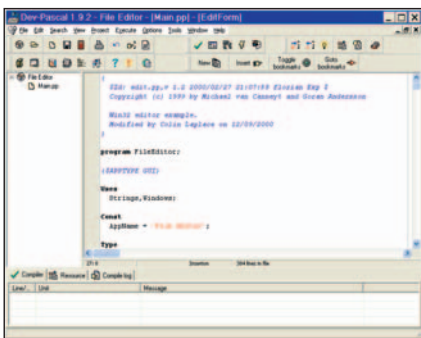 Dev-Pascal 1.9.2 - File Editor - [Main.pp] - [EditForm]
File Edit Search View Project Execute Options Tools Window Help
New Insert Toggle bookmarks Goto bookmarks
File Editor
Main.pp
{
$Id: edit.pp,v 1.2 2000/02/27 21:07:59 Florian Exp $
Copyright (c) 1999 by Michael van Canneyt and Goran Andersson
Win32 editor example.
Modified by Colin Laplace on 12/09/2000
}
program FileEditor;
{$APPTYPE GUI}
Uses
Strings,Windows;
Const
AppName = 'File Editor';
Type
Insertion
Lines in file
Compiler Resource Compile log
Line/.. Unit Message